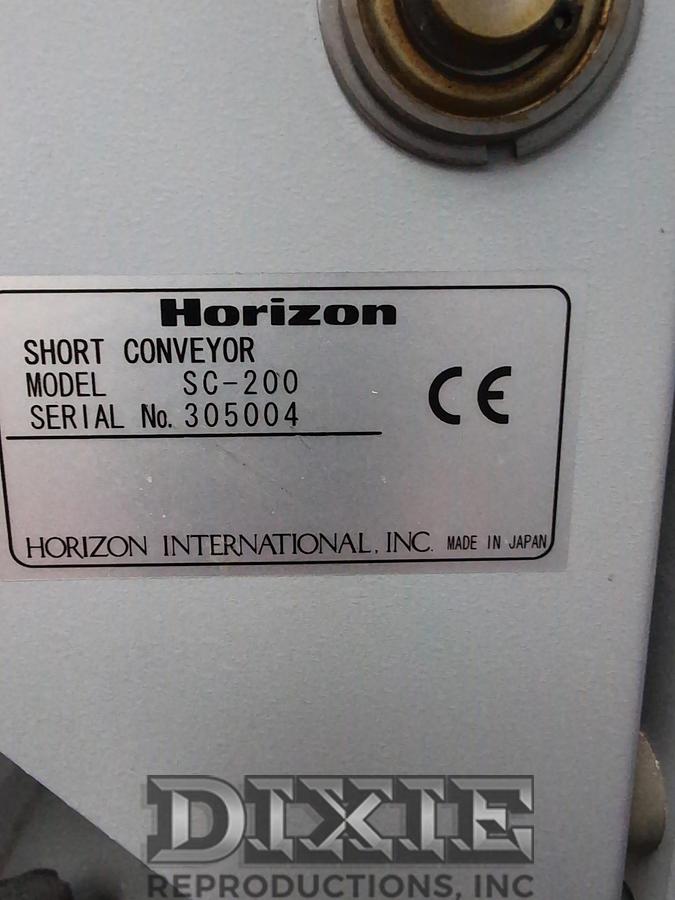 Horizon
SHORT CONVEYOR
MODEL SC-200
SERIAL No. 305004
CE
HORIZON INTERNATIONAL, INC. MADE IN JAPAN
DIXIE
REPRODUCTIONS, INC